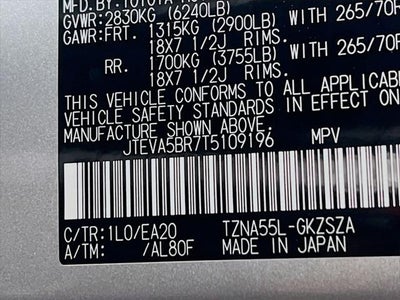 MFD.BY:TOYOTA
GVWR:2830KG (6240LB)
GAWR:FRT. 1315KG (2900LB) WITH 265/70R
18X7 1/2J RIMS,
RR. 1700KG (3755LB) WITH 265/70R
18X7 1/2J RIMS.
THIS VEHICLE CONFORMS TO ALL APPLICABLE
VEHICLE SAFETY STANDARDS IN EFFECT ON THE
MANUFACTURE SHOWN ABOVE.
JTEVA5BR7T5109196 MPV
C/TR:1L0/EA20 TZNA55L-GKZSZA
A/TM: /AL80F MADE IN JAPAN